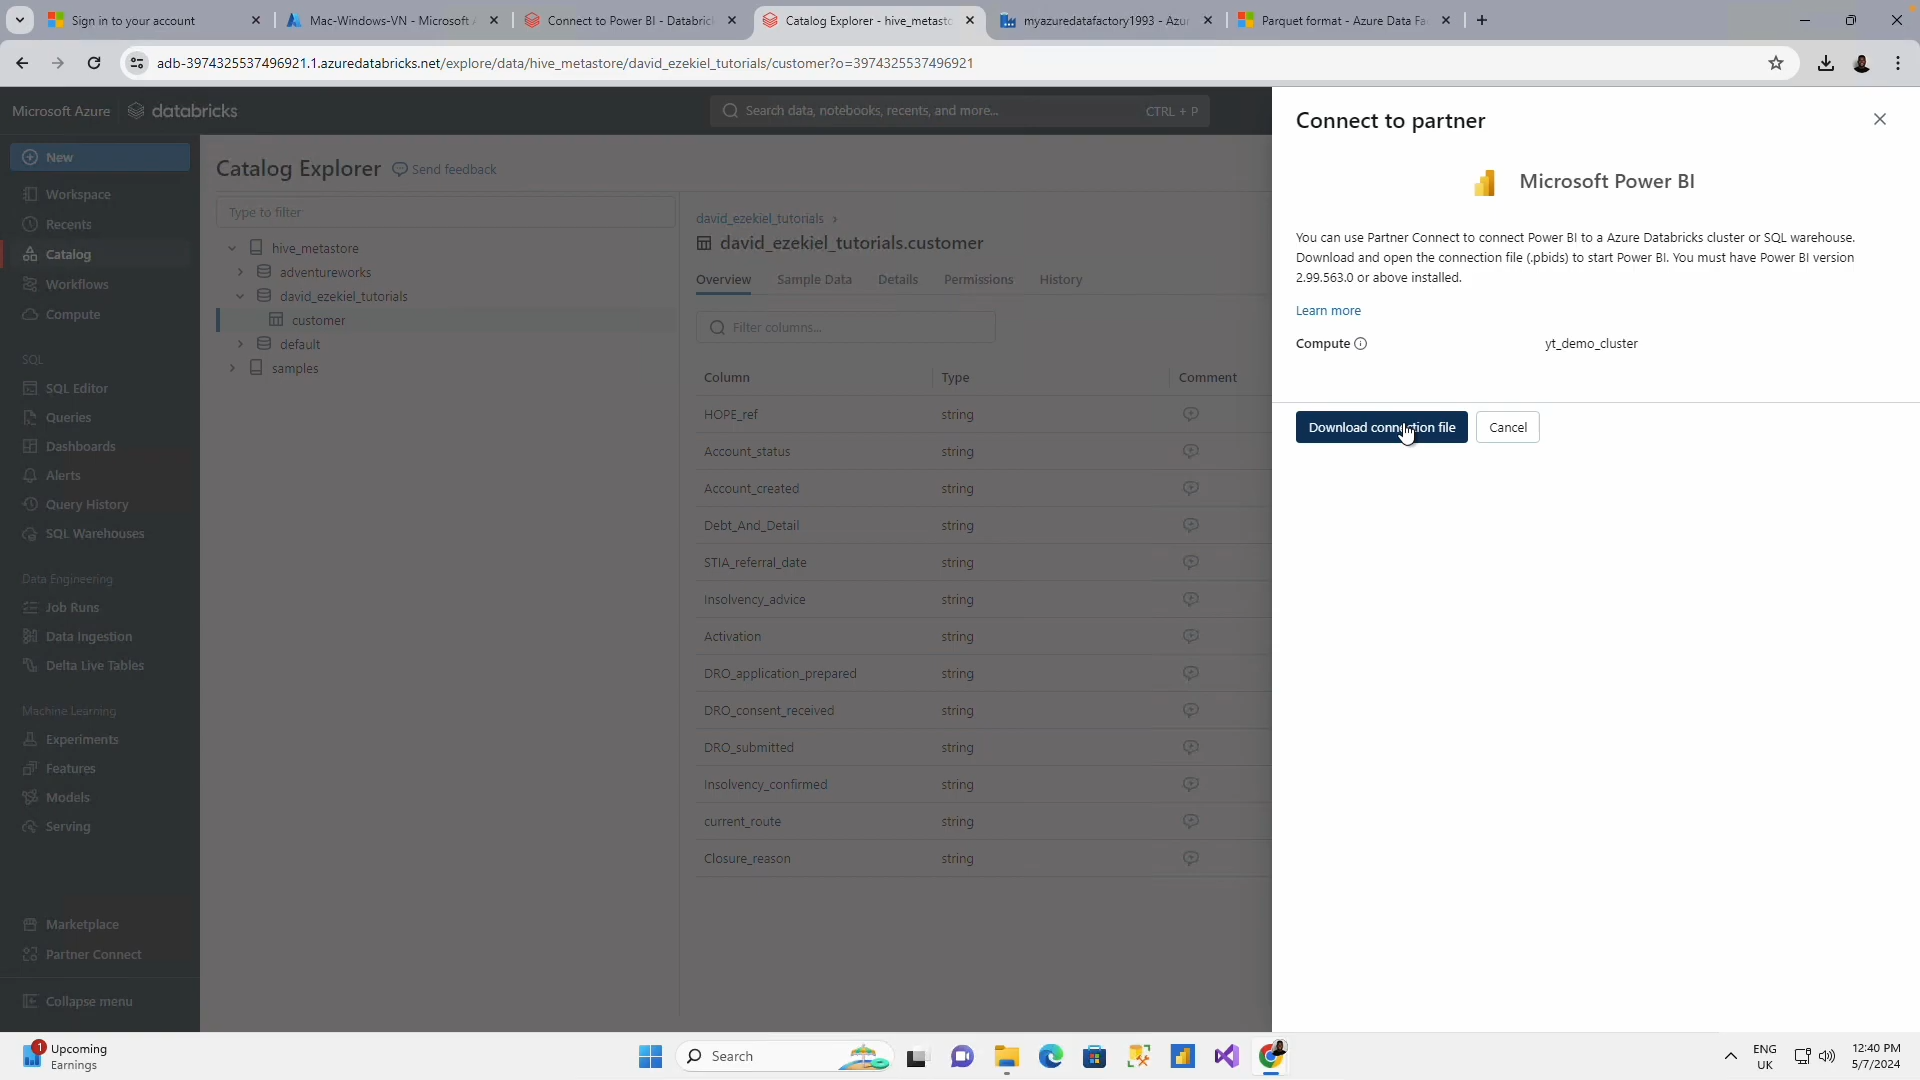 Sign in to your account
Mac-Windows-VN - Microsoft A
Connect to Power BI - Databric
Catalog Explorer - hive_metasto
myazuredatafactory1993 - Azur
Parquet format - Azure Data Fa
adb-3974325537496921.1.azuredatabricks.net/explore/data/hive_metastore/david_ezekiel_tutorials/customer?o=3974325537496921
Microsoft Azure
databricks
Search data, notebooks, recents, and more...
CTRL + P
New
Workspace
Recents
Catalog
Workflows
Compute
SQL
SQL Editor
Queries
Dashboards
Alerts
Query History
SQL Warehouses
Data Engineering
Job Runs
Data Ingestion
Delta Live Tables
Machine Learning
Experiments
Features
Models
Serving
Marketplace
Partner Connect
Collapse menu
Catalog Explorer
Send feedback
Type to filter
hive_metastore
adventureworks
david_ezekiel_tutorials
customer
default
samples
david_ezekiel_tutorials ›
david_ezekiel_tutorials.customer
Overview
Sample Data
Details
Permissions
History
Filter columns...
Column Type Comment
HOPE_ref string
Account_status string
Account_created string
Debt_And_Detail string
STIA_referral_date string
Insolvency_advice string
Activation string
DRO_application_prepared string
DRO_consent_received string
DRO_submitted string
Insolvency_confirmed string
current_route string
Closure_reason string
Connect to partner
Microsoft Power BI
You can use Partner Connect to connect Power BI to a Azure Databricks cluster or SQL warehouse.
Download and open the connection file (.pbids) to start Power BI. You must have Power BI version
2.99.563.0 or above installed.
Learn more
Compute
yt_demo_cluster
Download connection file
Cancel
1
Upcoming
Earnings
Search
ENG
UK
12:40 PM
5/7/2024